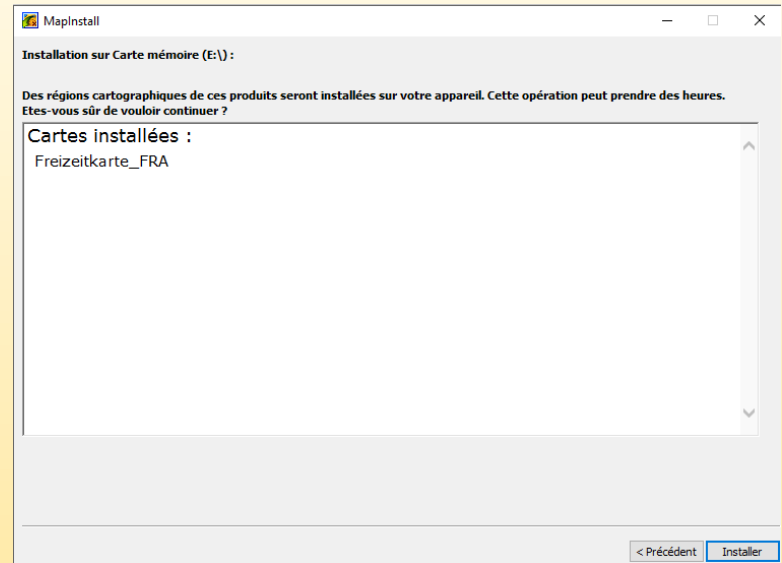 MapInstall
Installation sur Carte mémoire (E:\) :
Des régions cartographiques de ces produits seront installées sur votre appareil. Cette opération peut prendre des heures.
Etes-vous sûr de vouloir continuer ?
Cartes installées :
Freizeitkarte_FRA
< Précédent
Installer